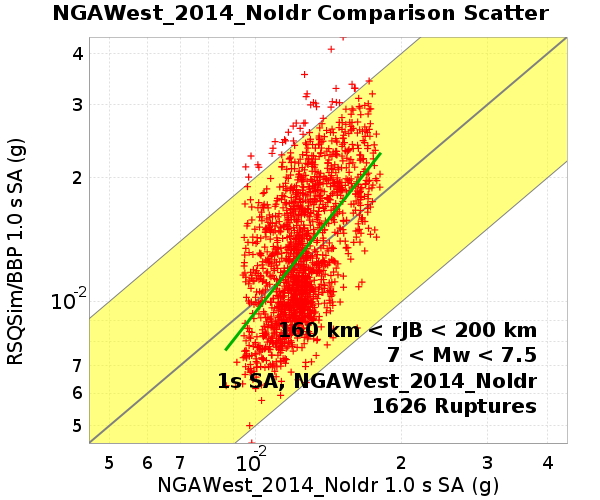 NGAWest_2014_NoIdr Comparison Scatter
RSQSim/BBP 1.0 s SA (g)
4
3
2
10-2
7
6
5
160 km < rJB < 200 km
7 < Mw < 7.5
1s SA, NGAWest_2014_NoIdr
1626 Ruptures
5 6 7 10-2 2 3 4
NGAWest_2014_NoIdr 1.0 s SA (g)